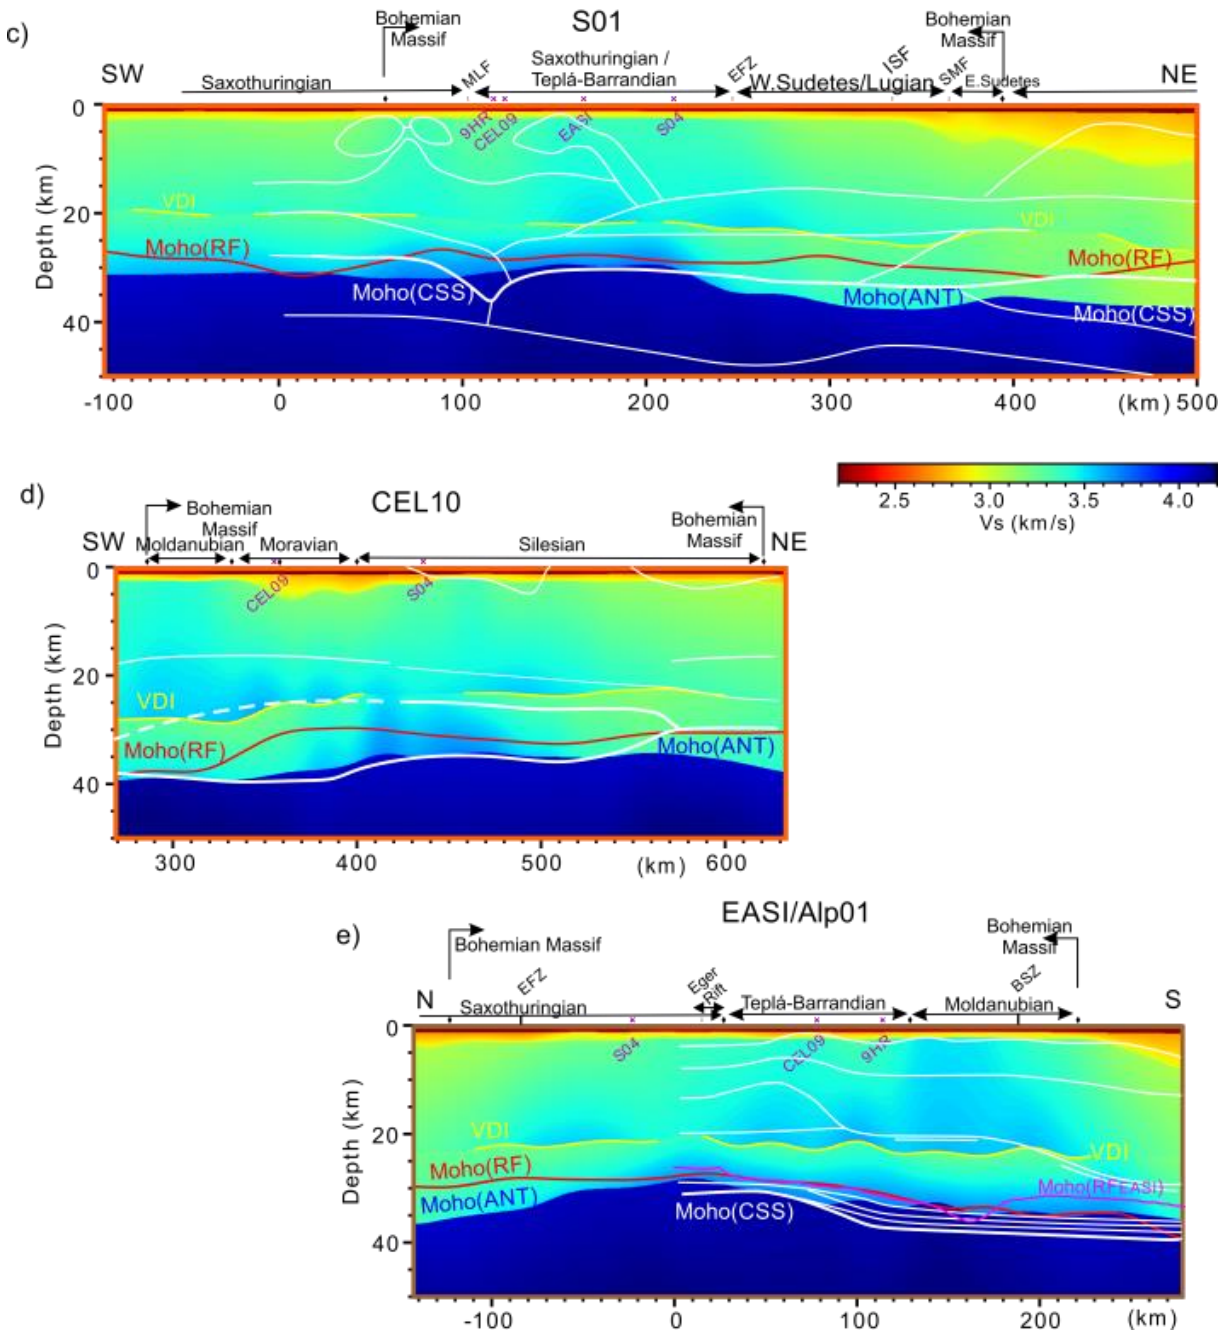 c)
S01
Bohemian
Massif
Bohemian
Massif
SW
Saxothuringian
MLF
Saxothuringian /
Teplá-Barrandian
EFZ
W.Sudetes/Lugian
ISF
SMF
E.Sudetes
NE
9HR
CEL09
EASI
S04
0
20
40
Depth (km)
VDI
VDI
Moho(RF)
Moho(RF)
Moho(CSS)
Moho(ANT)
Moho(CSS)
-100
0
100
200
300
400
(km) 500
2.5
3.0
3.5
4.0
Vs (km/s)
d)
CEL10
Bohemian
Massif
Bohemian
Massif
SW
NE
Moldanubian
Moravian
Silesian
CEL09
S04
0
20
40
Depth (km)
VDI
Moho(RF)
Moho(ANT)
300
400
500
(km)
600
e)
EASI/Alp01
Bohemian Massif
Bohemian
Massif
N
S
EFZ
Saxothuringian
Eger
Rift
Teplá-Barrandian
BSZ
Moldanubian
S04
CEL09
9HR
0
20
40
Depth (km)
VDI
VDI
Moho(RF)
Moho(ANT)
Moho(CSS)
Moho(RFEASI)
-100
0
100
200
(km)